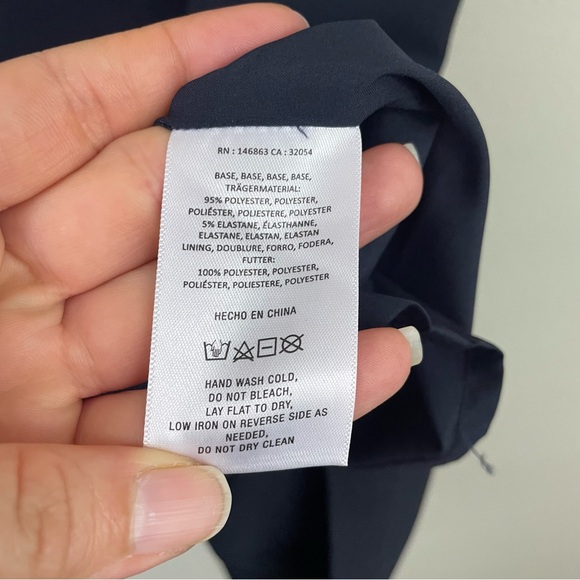 RN : 146863 CA : 32054
BASE, BASE, BASE, BASE,
TRÄGERMATERIAL:
95% POLYESTER, POLYESTER,
POLIÉSTER, POLIESTERE, POLYESTER
5% ELASTANE, ÉLASTHANNE,
ELASTANE, ELASTAN, ELASTAN
LINING, DOUBLURE, FORRO, FODERA,
FUTTER:
100% POLYESTER, POLYESTER,
POLIÉSTER, POLIESTERE, POLYESTER
HECHO EN CHINA
HAND WASH COLD,
DO NOT BLEACH,
LAY FLAT TO DRY,
LOW IRON ON REVERSE SIDE AS
NEEDED,
DO NOT DRY CLEAN